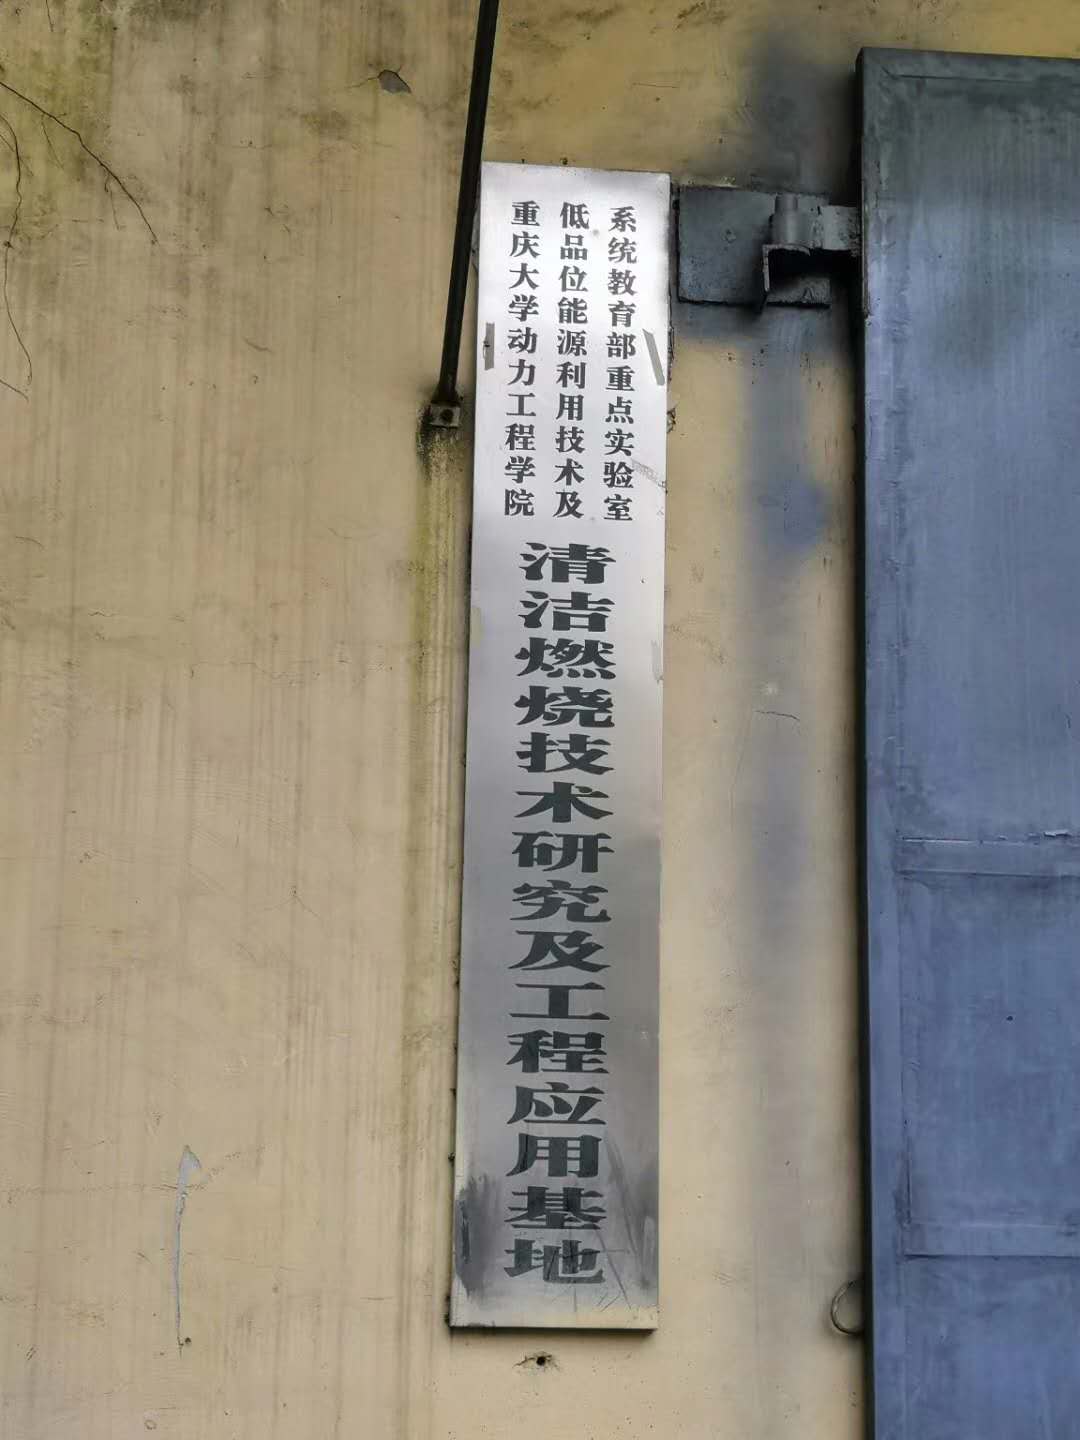 重庆大学动力工程学院
低品位能源利用技术及
系统教育部重点实验室
清洁燃烧技术研究及工程应用基地